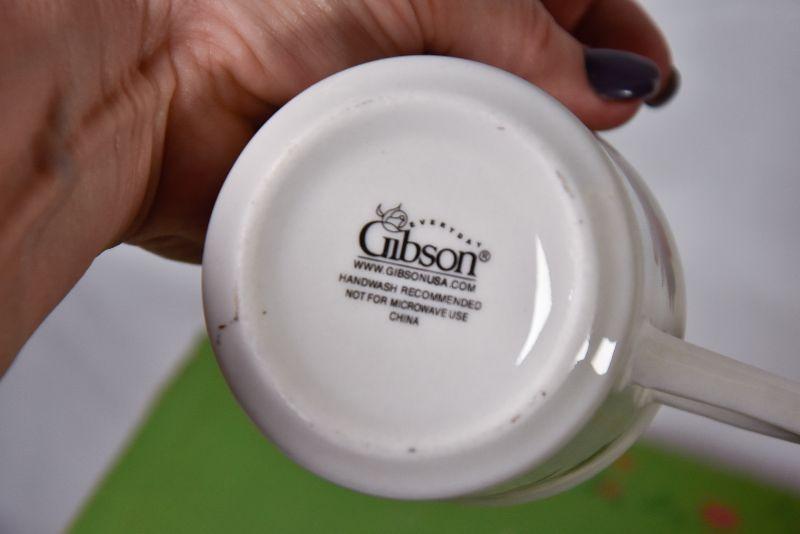 EVERYDAY
Gibson®
WWW.GIBSONUSA.COM
HANDWASH RECOMMENDED
NOT FOR MICROWAVE USE
CHINA